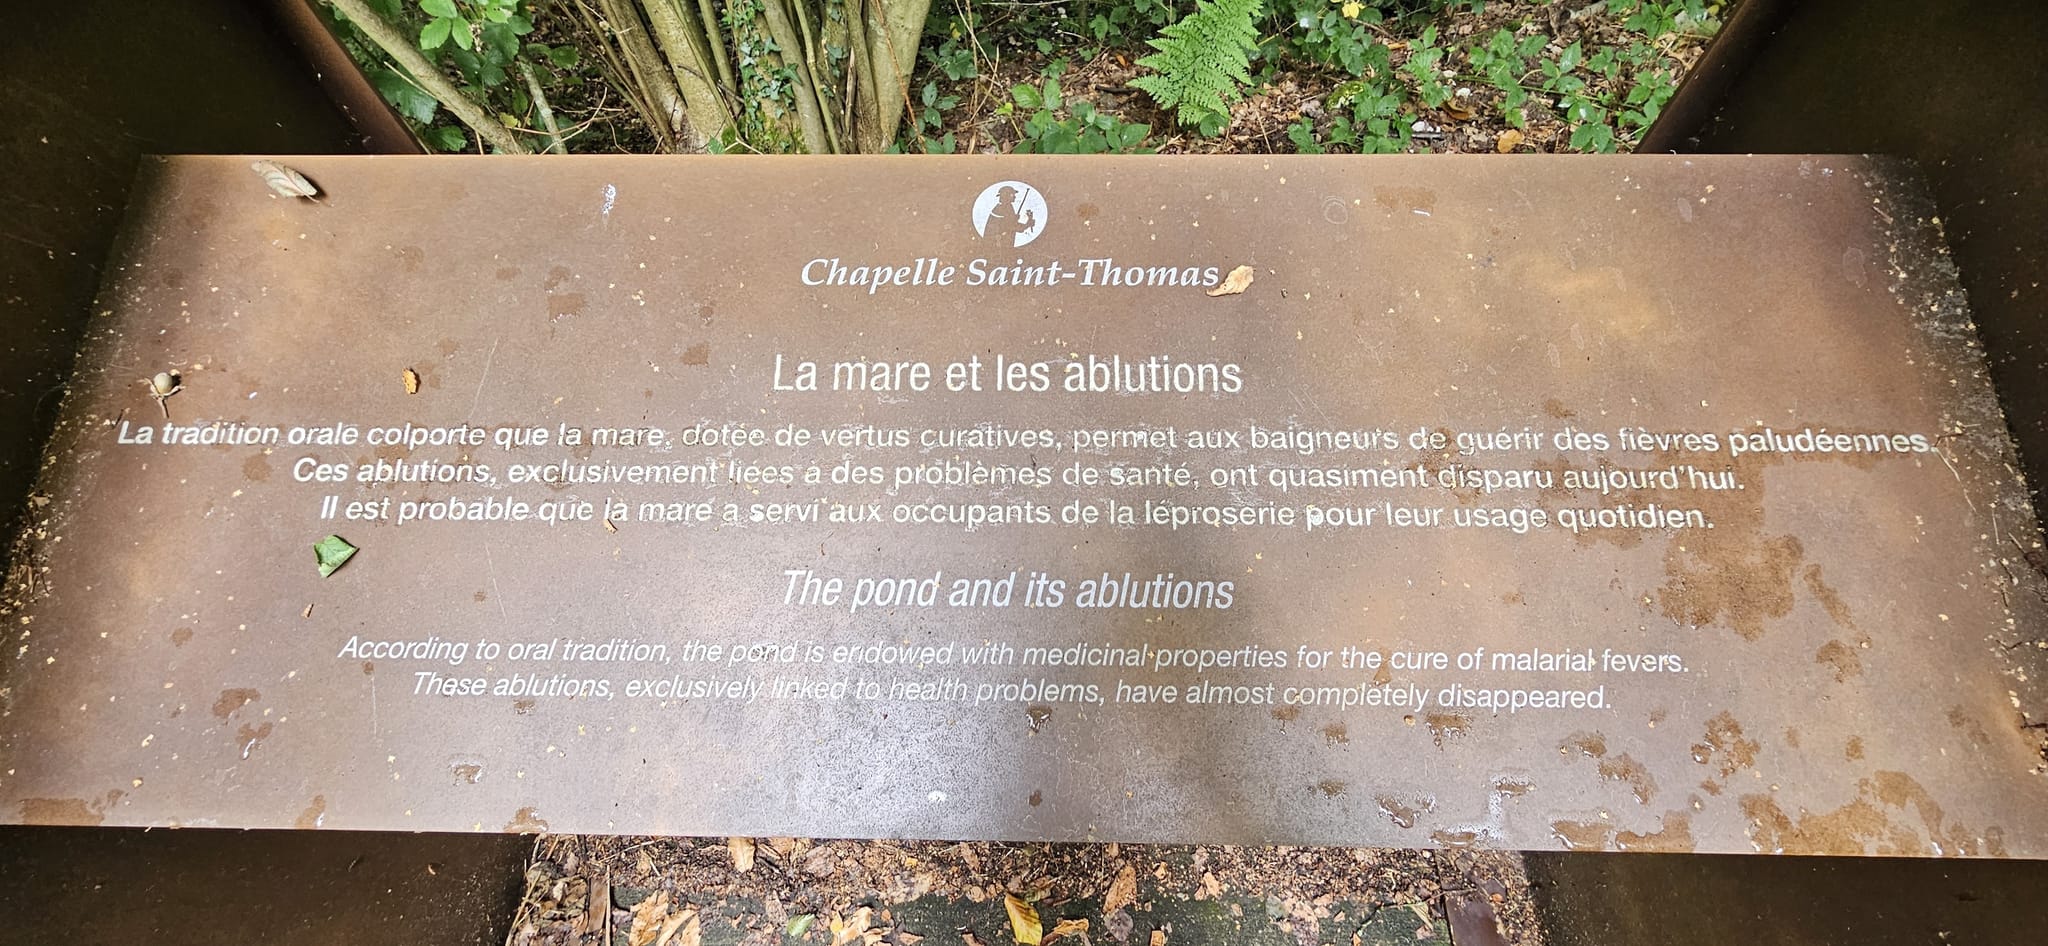 Chapelle Saint-Thomas
La mare et les ablutions
La tradition orale colporte que la mare, dotée de vertus curatives, permet aux baigneurs de guérir des fièvres paludéennes.
Ces ablutions, exclusivement liées à des problèmes de santé, ont quasiment disparu aujourd'hui.
Il est probable que la mare a servi aux occupants de la léproserie pour leur usage quotidien.
The pond and its ablutions
According to oral tradition, the pond is endowed with medicinal properties for the cure of malarial fevers.
These ablutions, exclusively linked to health problems, have almost completely disappeared.